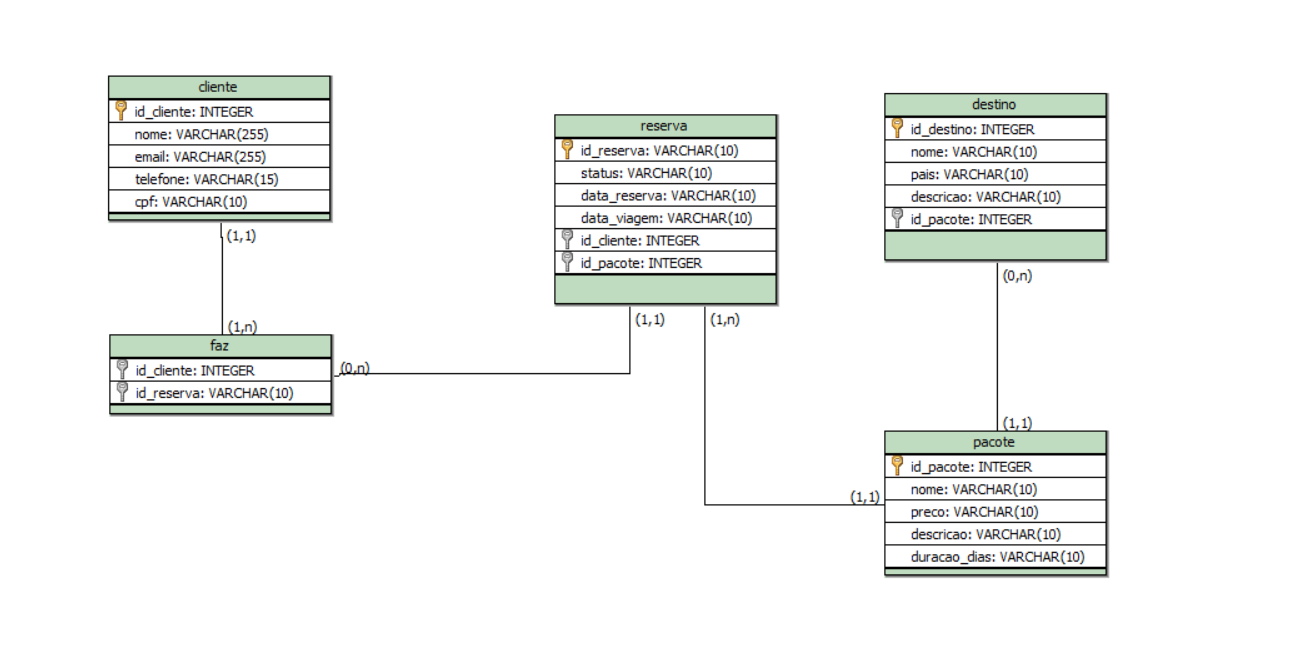 cliente
id_cliente: INTEGER
nome: VARCHAR(255)
email: VARCHAR(255)
telefone: VARCHAR(15)
cpf: VARCHAR(10)
(1,1)
(1,n)
faz
id_cliente: INTEGER
id_reserva: VARCHAR(10)
(0,n)
reserva
id_reserva: VARCHAR(10)
status: VARCHAR(10)
data_reserva: VARCHAR(10)
data_viagem: VARCHAR(10)
id_cliente: INTEGER
id_pacote: INTEGER
(1,1)
(1,n)
destino
id_destino: INTEGER
nome: VARCHAR(10)
pais: VARCHAR(10)
descricao: VARCHAR(10)
id_pacote: INTEGER
(0,n)
(1,1)
(1,1)
pacote
id_pacote: INTEGER
nome: VARCHAR(10)
preco: VARCHAR(10)
descricao: VARCHAR(10)
duracao_dias: VARCHAR(10)